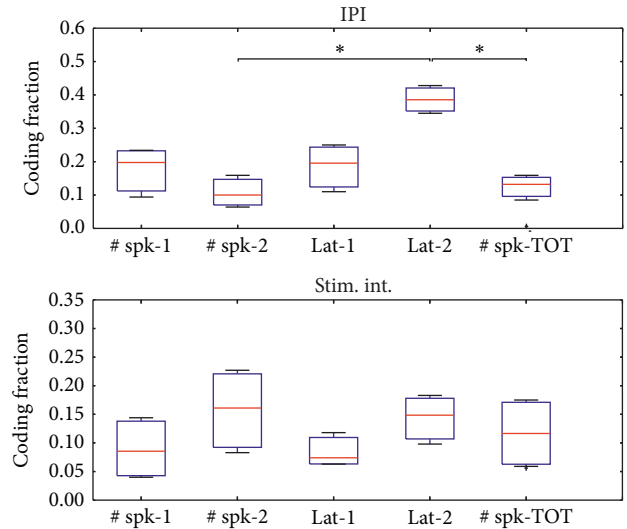 IPI
* *
Coding fraction
0.6
0.5
0.4
0.3
0.2
0.1
0.0
# spk-1 # spk-2 Lat-1 Lat-2 # spk-TOT
Stim. int.
Coding fraction
0.35
0.30
0.25
0.20
0.15
0.10
0.05
0.00
# spk-1 # spk-2 Lat-1 Lat-2 # spk-TOT